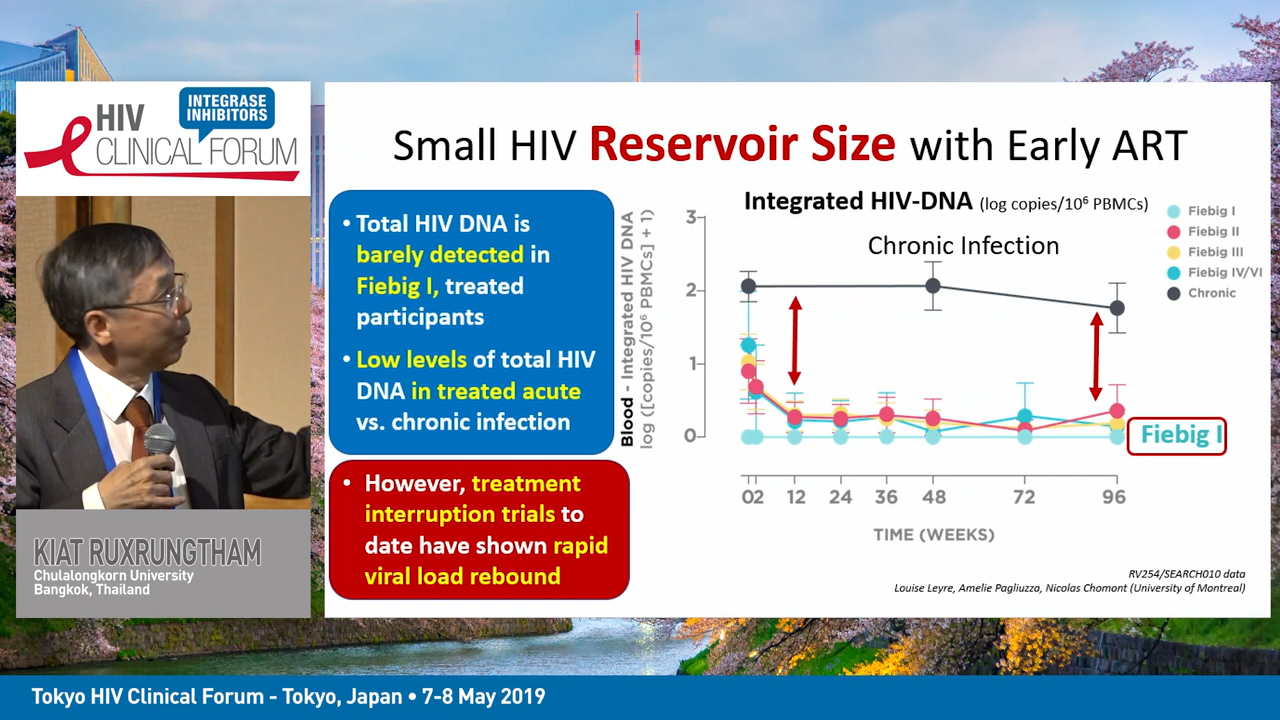 INTEGRASE
INHIBITORS
HIV
CLINICAL FORUM
KIAT RUXRUNGTHAM
Chulalongkorn University
Bangkok, Thailand
Small HIV Reservoir Size with Early ART
• Total HIV DNA is
barely detected in
Fiebig I, treated
participants
• Low levels of total HIV
DNA in treated acute
vs. chronic infection
• However, treatment
interruption trials to
date have shown rapid
viral load rebound
Integrated HIV-DNA (log copies/10⁶ PBMCs)
Chronic Infection
Blood - Integrated HIV DNA
log ([copies/10⁶ PBMCs] + 1)
3
2
1
0
Fiebig I
Fiebig II
Fiebig III
Fiebig IV/VI
Chronic
Fiebig I
0 2 12 24 36 48 72 96
TIME (WEEKS)
RV254/SEARCH010 data
Louise Leyre, Amelie Pagliuzza, Nicolas Chomont (University of Montreal)
Tokyo HIV Clinical Forum - Tokyo, Japan • 7-8 May 2019